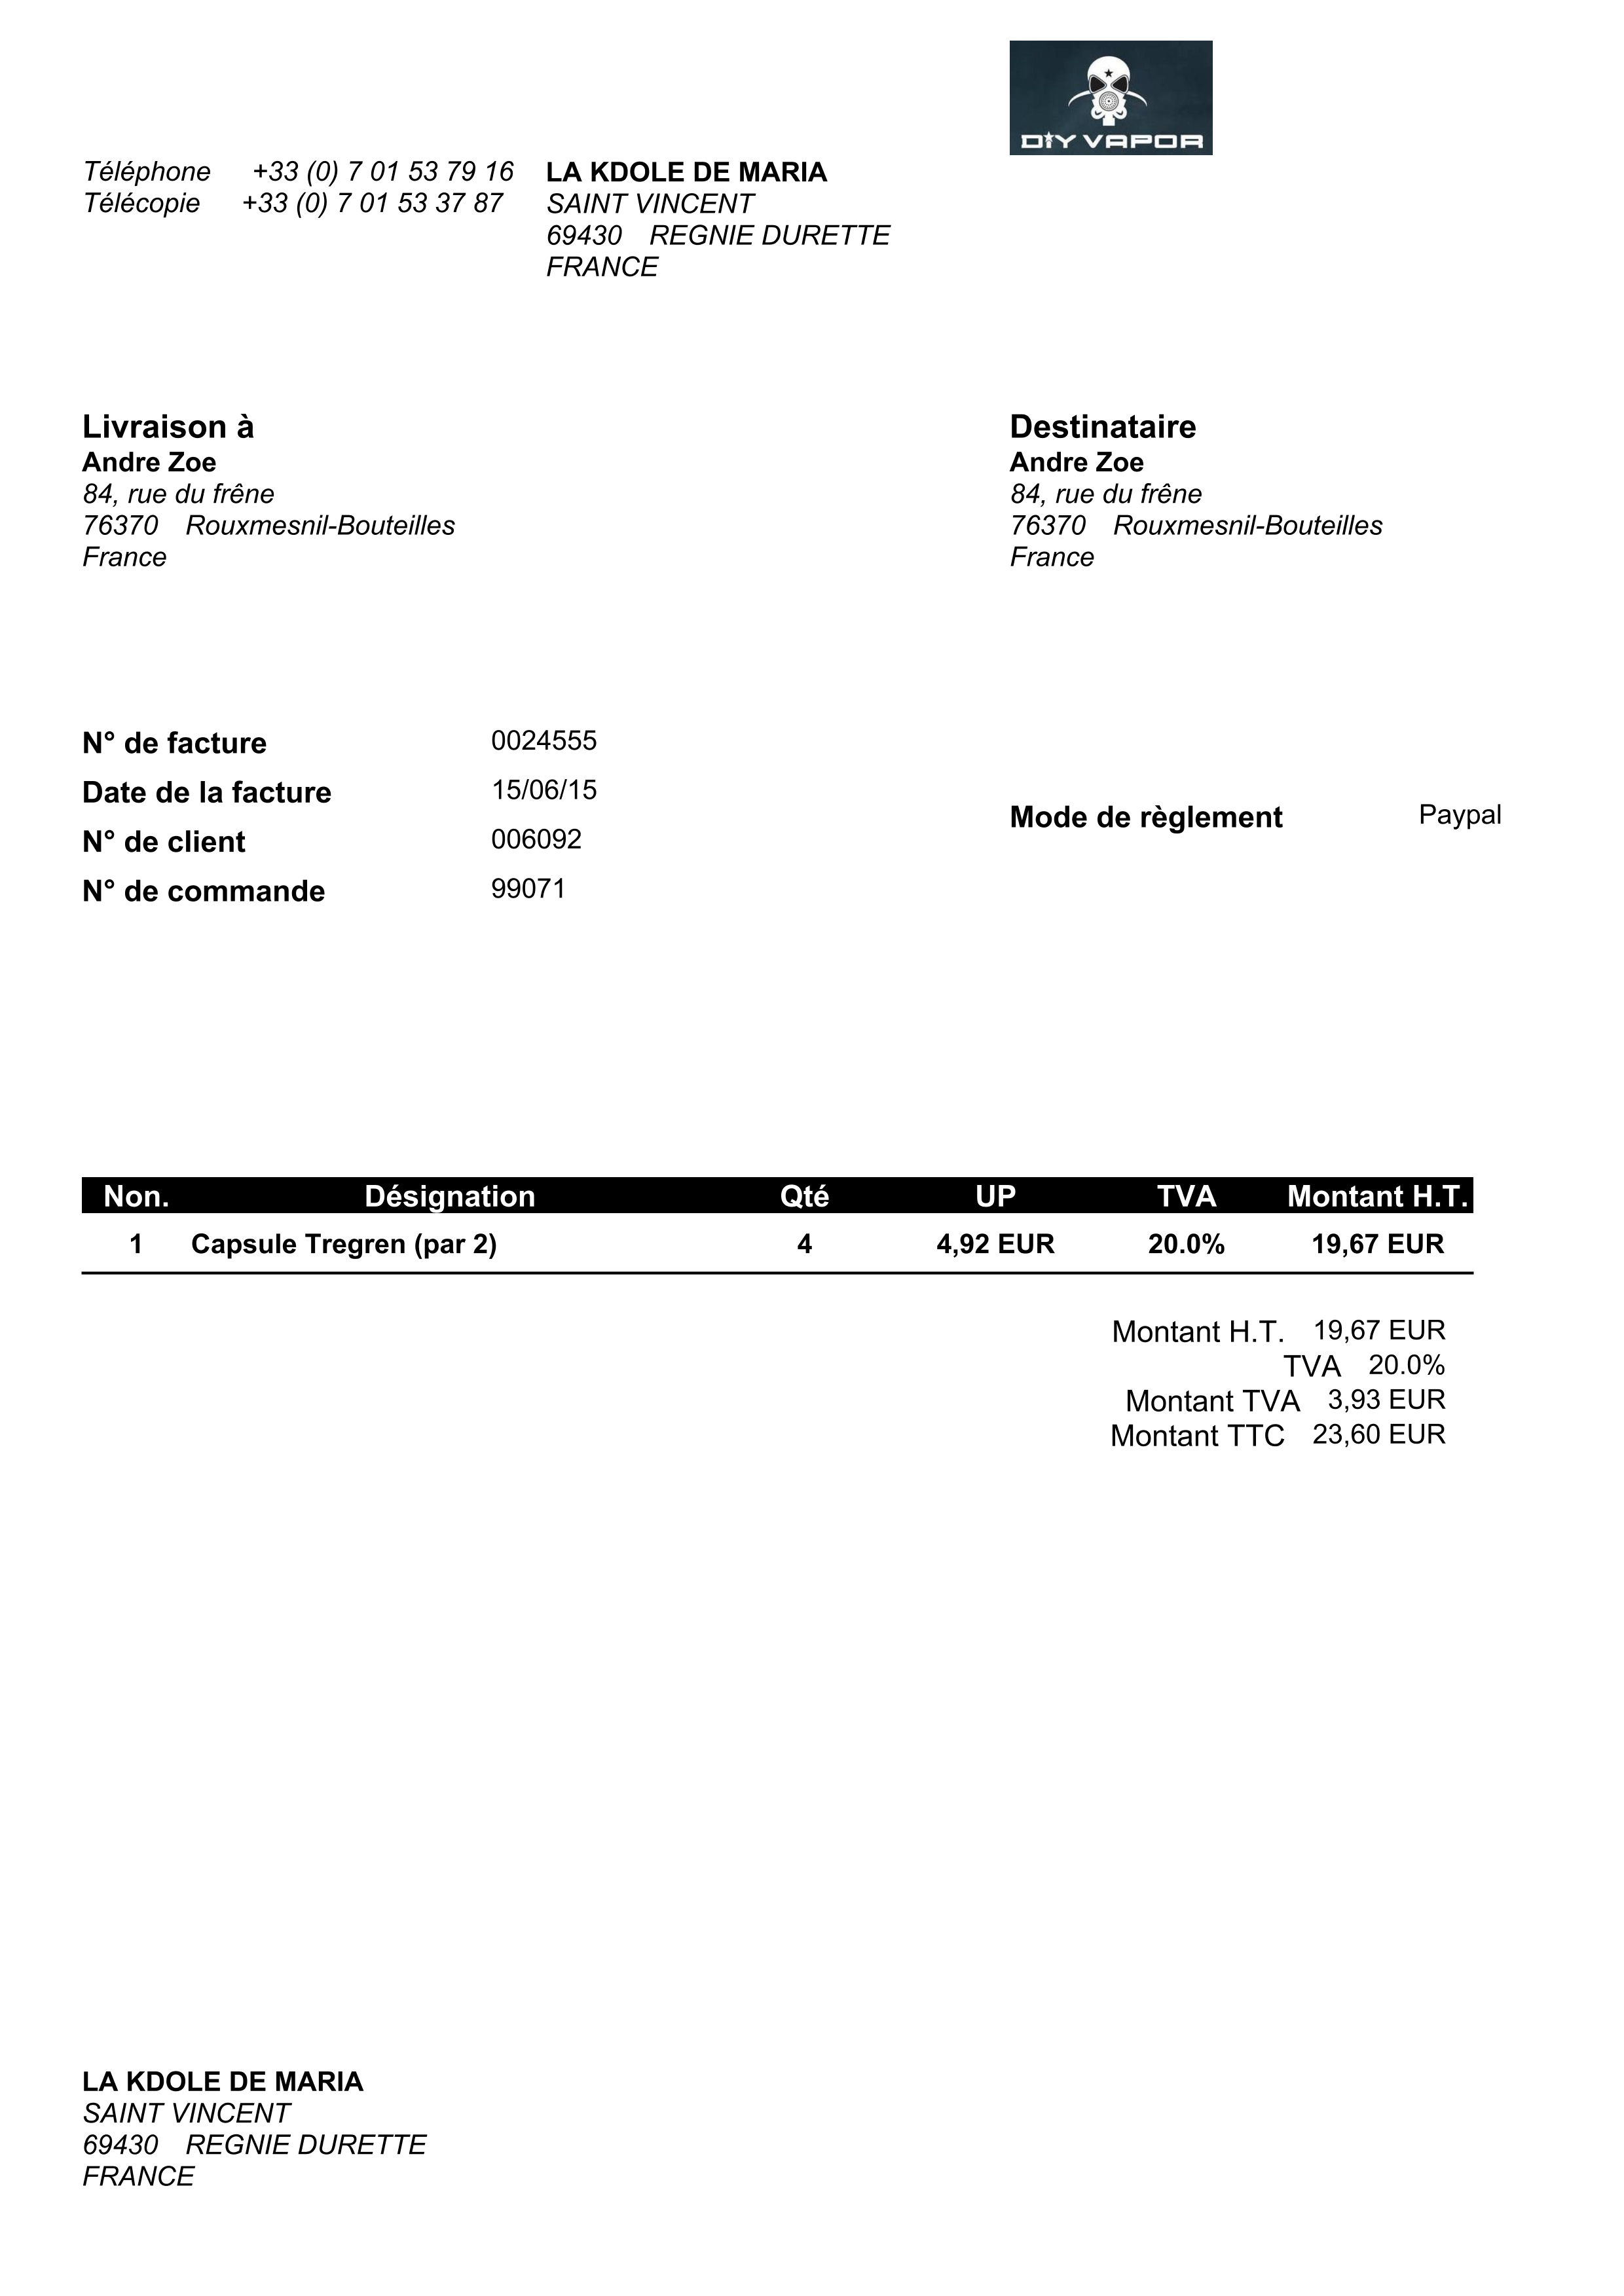 DIY VAPOR
Téléphone +33 (0) 7 01 53 79 16
Télécopie +33 (0) 7 01 53 37 87
LA KDOLE DE MARIA
SAINT VINCENT
69430 REGNIE DURETTE
FRANCE
Livraison à
Andre Zoe
84, rue du frêne
76370 Rouxmesnil-Bouteilles
France
Destinataire
Andre Zoe
84, rue du frêne
76370 Rouxmesnil-Bouteilles
France
N° de facture 0024555
Date de la facture 15/06/15
N° de client 006092
N° de commande 99071
Mode de règlement Paypal
Non. Désignation Qté UP TVA Montant H.T.
1 Capsule Tregren (par 2) 4 4,92 EUR 20.0% 19,67 EUR
Montant H.T. 19,67 EUR
TVA 20.0%
Montant TVA 3,93 EUR
Montant TTC 23,60 EUR
LA KDOLE DE MARIA
SAINT VINCENT
69430 REGNIE DURETTE
FRANCE